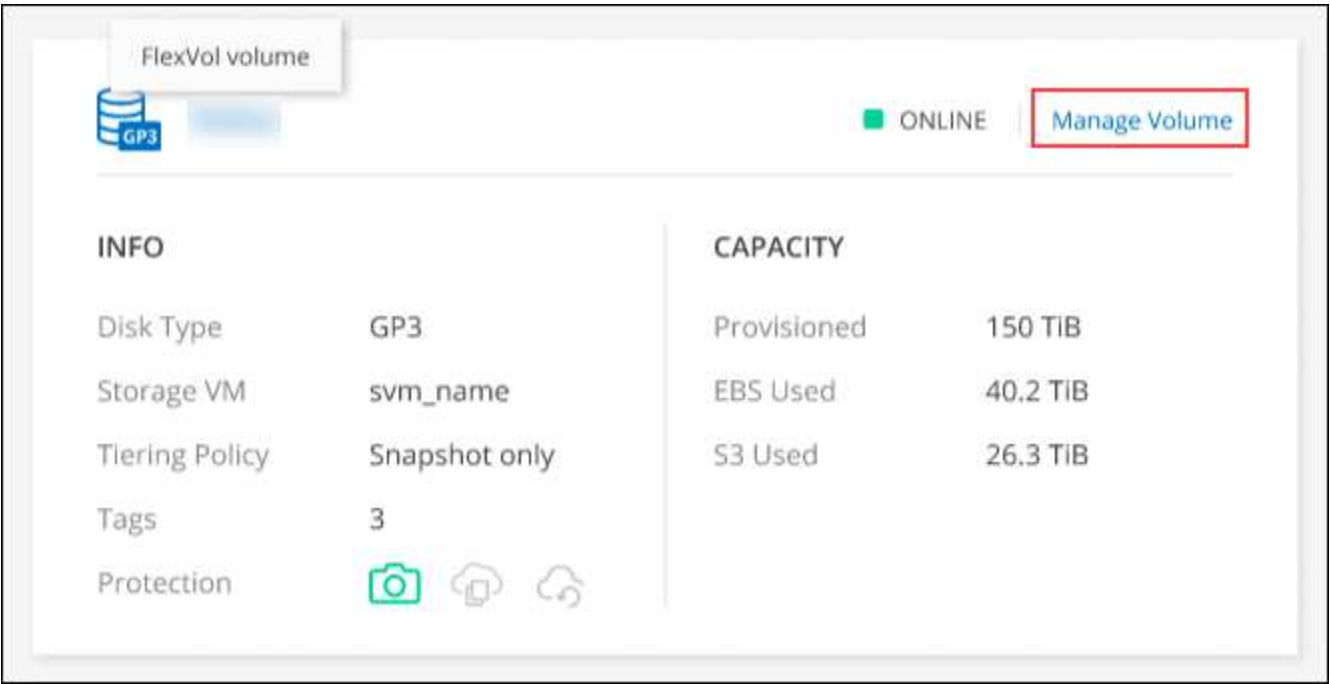 FlexVol volume
GP3
ONLINE
Manage Volume
INFO
Disk Type GP3
Storage VM svm_name
Tiering Policy Snapshot only
Tags 3
Protection
CAPACITY
Provisioned 150 TiB
EBS Used 40.2 TiB
S3 Used 26.3 TiB